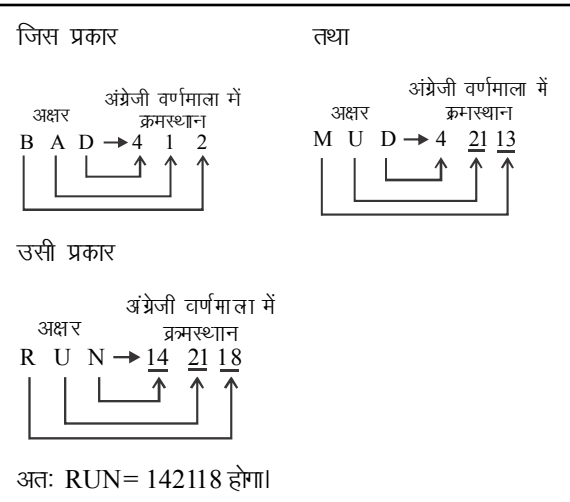 जिस प्रकार
अंग्रेजी वर्णमाला में
अक्षर क्रमस्थान
B A D → 4 1 2
तथा
अंग्रेजी वर्णमाला में
अक्षर क्रमस्थान
M U D → 4 21 13
उसी प्रकार
अंग्रेजी वर्णमाला में
अक्षर क्रमस्थान
R U N → 14 21 18
अतः RUN= 142118 होगा।